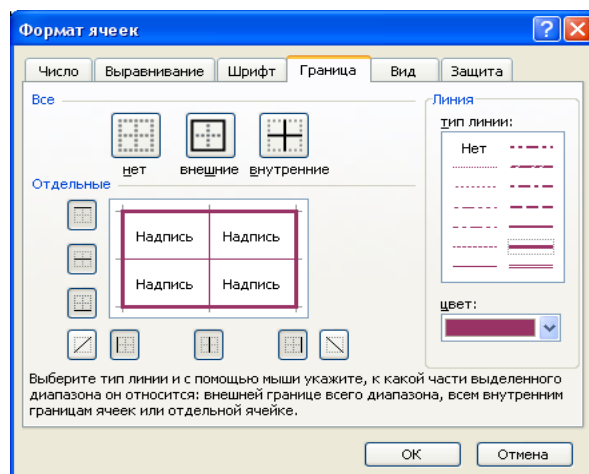 Формат ячеек
Число Выравнивание Шрифт Граница Вид Защита
Все
нет внешние внутренние
Отдельные
Надпись Надпись
Надпись Надпись
Линия
тип линии:
Нет
цвет:
Выберите тип линии и с помощью мыши укажите, к какой части выделенного
диапазона он относится: внешней границе всего диапазона, всем внутренним
границам ячеек или отдельной ячейке.
ОК Отмена